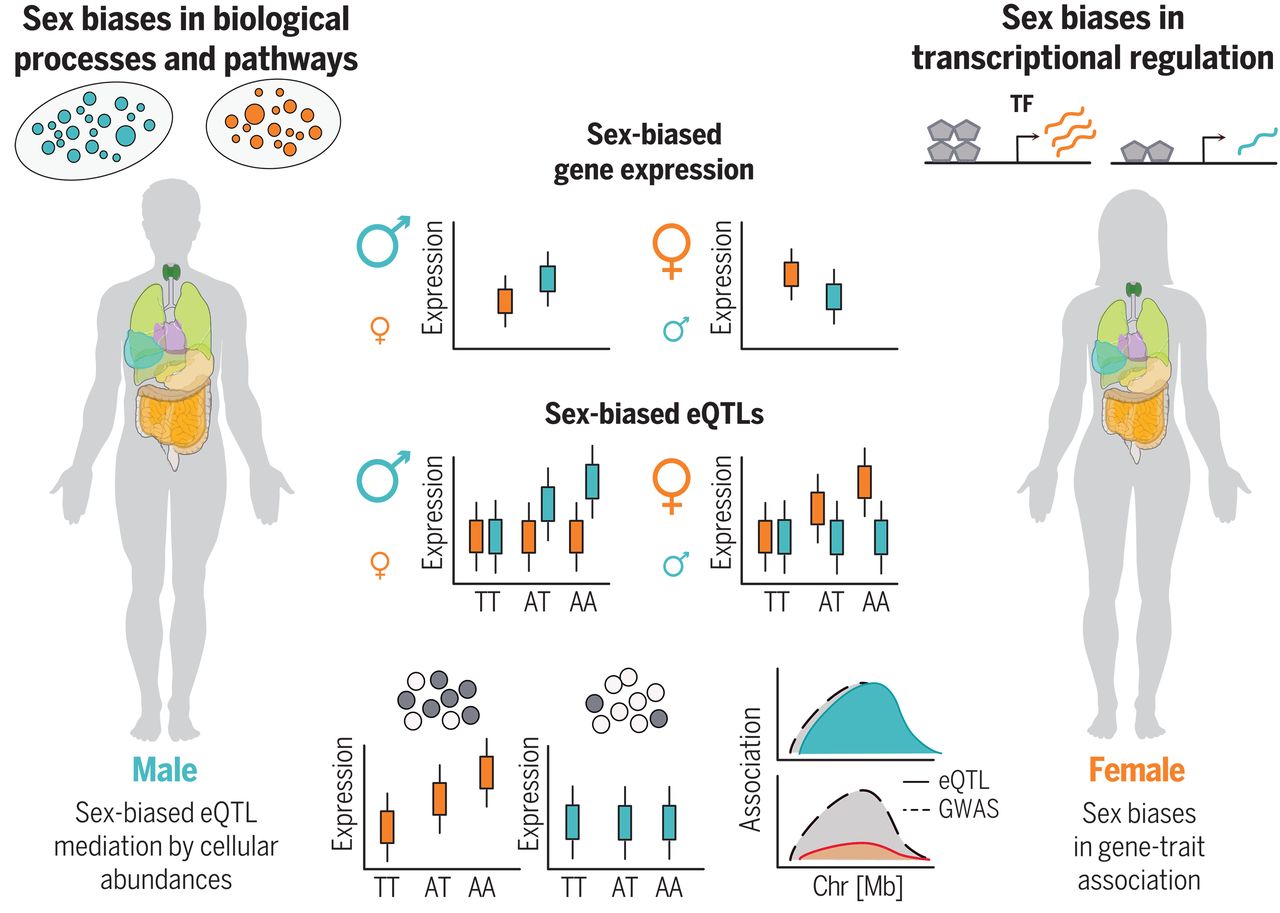 Sex biases in biological
processes and pathways
Sex biases in
transcriptional regulation
TF
Sex-biased
gene expression
Expression
Expression
Sex-biased eQTLs
Expression
TT AT AA
Expression
TT AT AA
Male
Sex-biased eQTL
mediation by cellular
abundances
Expression
TT AT AA
Expression
TT AT AA
Association
eQTL
GWAS
Chr [Mb]
Female
Sex biases
in gene-trait
association